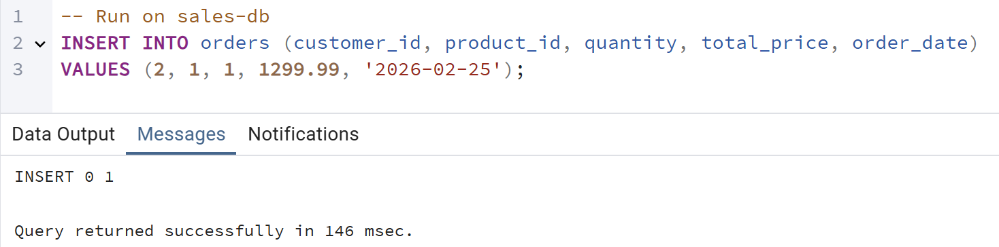 1 -- Run on sales-db
2 INSERT INTO orders (customer_id, product_id, quantity, total_price, order_date)
3 VALUES (2, 1, 1, 1299.99, '2026-02-25');
Data Output Messages Notifications
INSERT 0 1
Query returned successfully in 146 msec.